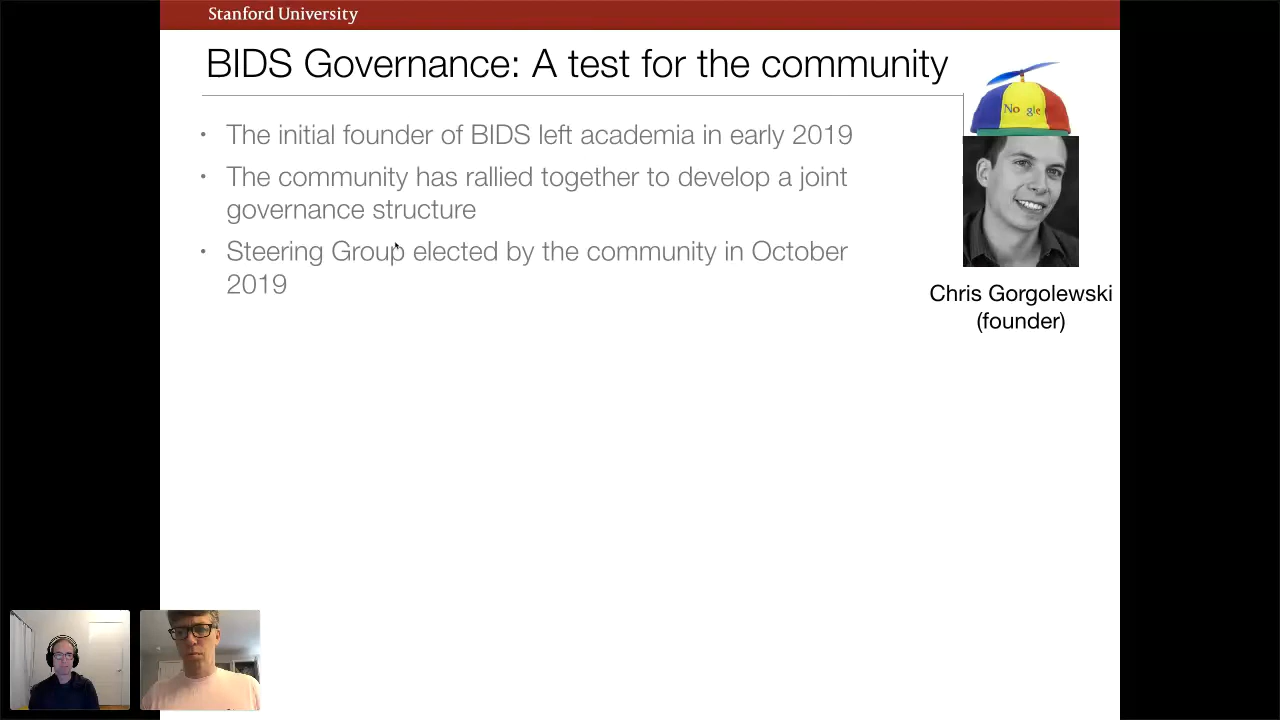 Stanford University
BIDS Governance: A test for the community
No gle
• The initial founder of BIDS left academia in early 2019
• The community has rallied together to develop a joint
governance structure
• Steering Group elected by the community in October
2019
Chris Gorgolewski
(founder)